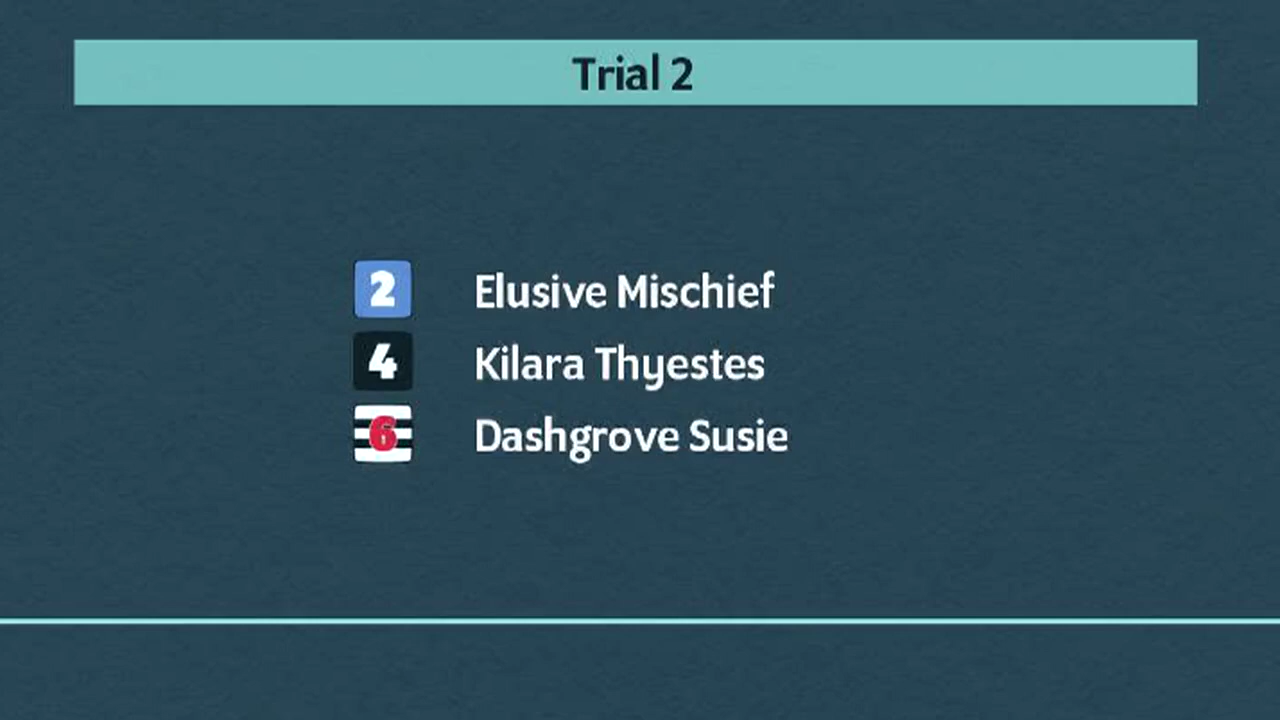 Trial 2
2 Elusive Mischief
4 Kilara Thyestes
6 Dashgrove Susie